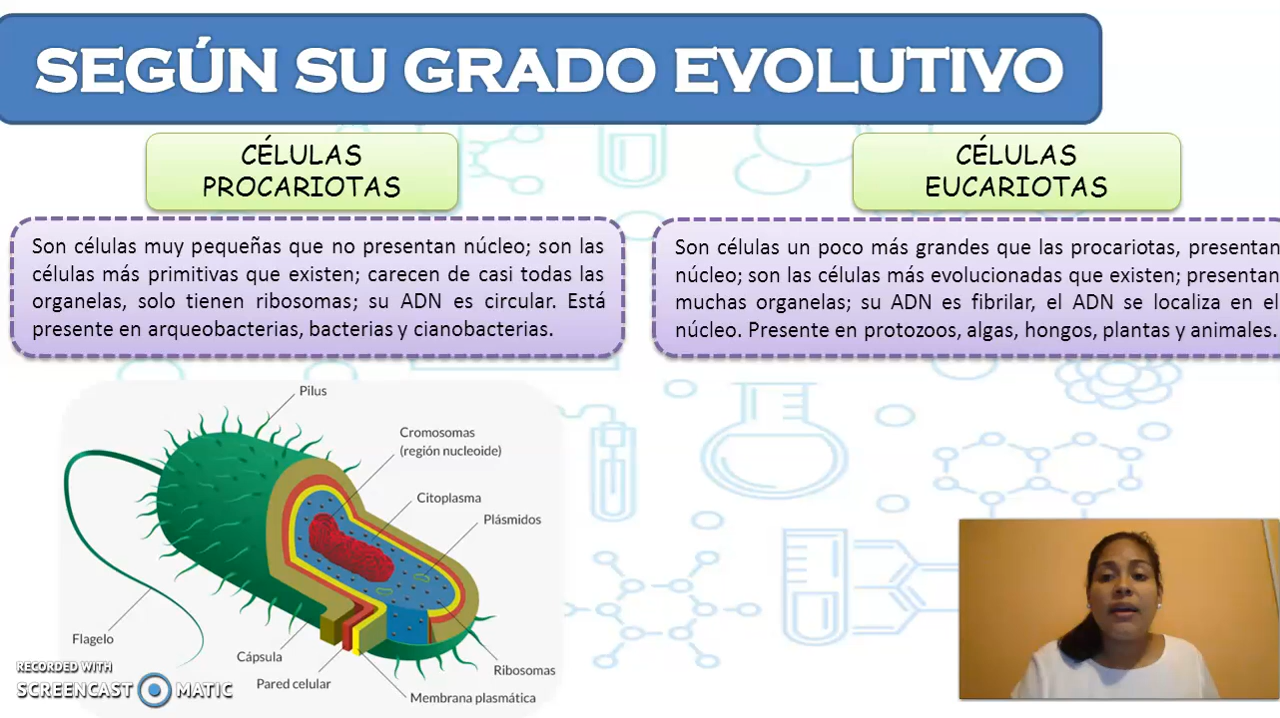 SEGÚN SU GRADO EVOLUTIVO
CÉLULAS
PROCARIOTAS
Son células muy pequeñas que no presentan núcleo; son las
células más primitivas que existen; carecen de casi todas las
organelas, solo tienen ribosomas; su ADN es circular. Está
presente en arqueobacterias, bacterias y cianobacterias.
CÉLULAS
EUCARIOTAS
Son células un poco más grandes que las procariotas, presentan
núcleo; son las células más evolucionadas que existen; presentan
muchas organelas; su ADN es fibrilar, el ADN se localiza en el
núcleo. Presente en protozoos, algas, hongos, plantas y animales.
Pilus
Cromosomas
(región nucleoide)
Citoplasma
Plásmidos
Flagelo
Cápsula
Pared celular
Ribosomas
Membrana plasmática
RECORDED WITH
SCREENCAST MATIC